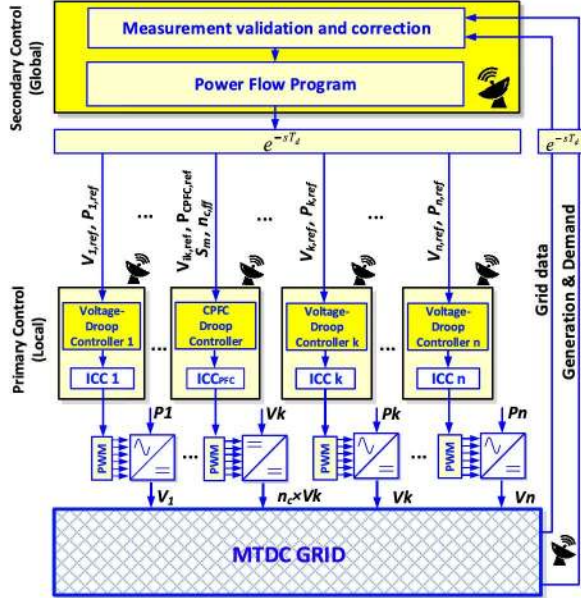 Secondary Control
(Global)
Measurement validation and correction
Power Flow Program
e^{-sT_d}
e^{-sT_d}
V_{1,ref}, P_{1,ref}
...
V_{ik,ref}, P_{CPFC,ref}
S_m, n_{c,ff}
...
V_{k,ref}, P_{k,ref}
...
V_{n,ref}, P_{n,ref}
Grid data
Generation & Demand
Primary Control
(Local)
Voltage-
Droop
Controller 1
ICC 1
...
CPFC
Droop
Controller
ICC_{PFC}
Voltage-
Droop
Controller k
ICC k
...
Voltage-
Droop
Controller n
ICC n
P1
Vk
Pk
Pn
PWM
...
PWM
PWM
...
PWM
V_1
n_c×Vk
Vk
Vn
MTDC GRID